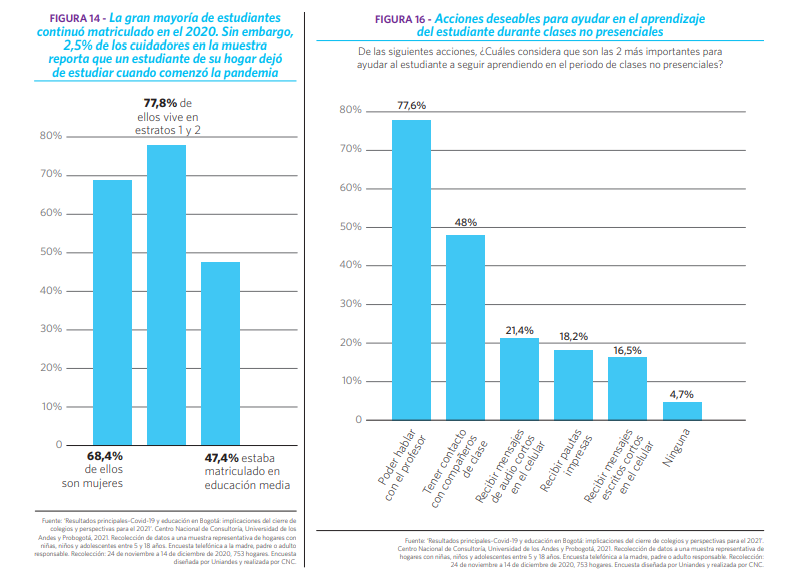 FIGURA 14 - La gran mayoría de estudiantes
continuó matriculado en el 2020. Sin embargo,
2,5% de los cuidadores en la muestra
reporta que un estudiante de su hogar dejó
de estudiar cuando comenzó la pandemia
77,8% de
ellos vive en
estratos 1 y 2
80%
70%
60%
50%
40%
30%
20%
10%
0
68,4%
de ellos
son mujeres
47,4% estaba
matriculado en
educación media
Fuente: 'Resultados principales-Covid-19 y educación en Bogotá: implicaciones del cierre de
colegios y perspectivas para el 2021'. Centro Nacional de Consultoría, Universidad de los
Andes y Probogotá, 2021. Recolección de datos a una muestra representativa de hogares con
niñas, niños y adolescentes entre 5 y 18 años. Encuesta telefónica a la madre, padre o adulto
responsable. Recolección: 24 de noviembre a 14 de diciembre de 2020, 753 hogares. Encuesta
diseñada por Uniandes y realizada por CNC.
FIGURA 16 - Acciones deseables para ayudar en el aprendizaje
del estudiante durante clases no presenciales
De las siguientes acciones, ¿Cuáles considera que son las 2 más importantes para
ayudar al estudiante a seguir aprendiendo en el periodo de clases no presenciales?
80%
70%
60%
50%
40%
30%
20%
10%
0
77,6%
48%
21,4%
18,2%
16,5%
4,7%
Poder hablar
con el profesor
Tener contacto
con compañeros
de clase
Recibir mensajes
de audio cortos
en el celular
Recibir pautas
impresas
Recibir mensajes
escritos cortos
en el celular
Ninguna
Fuente: 'Resultados principales-Covid-19 y educación en Bogotá: implicaciones del cierre de colegios y perspectivas para el 2021'.
Centro Nacional de Consultoría, Universidad de los Andes y Probogotá, 2021. Recolección de datos a una muestra representativa de
hogares con niñas, niños y adolescentes entre 5 y 18 años. Encuesta telefónica a la madre, padre o adulto responsable. Recolección:
24 de noviembre a 14 de diciembre de 2020, 753 hogares. Encuesta diseñada por Uniandes y realizada por CNC.